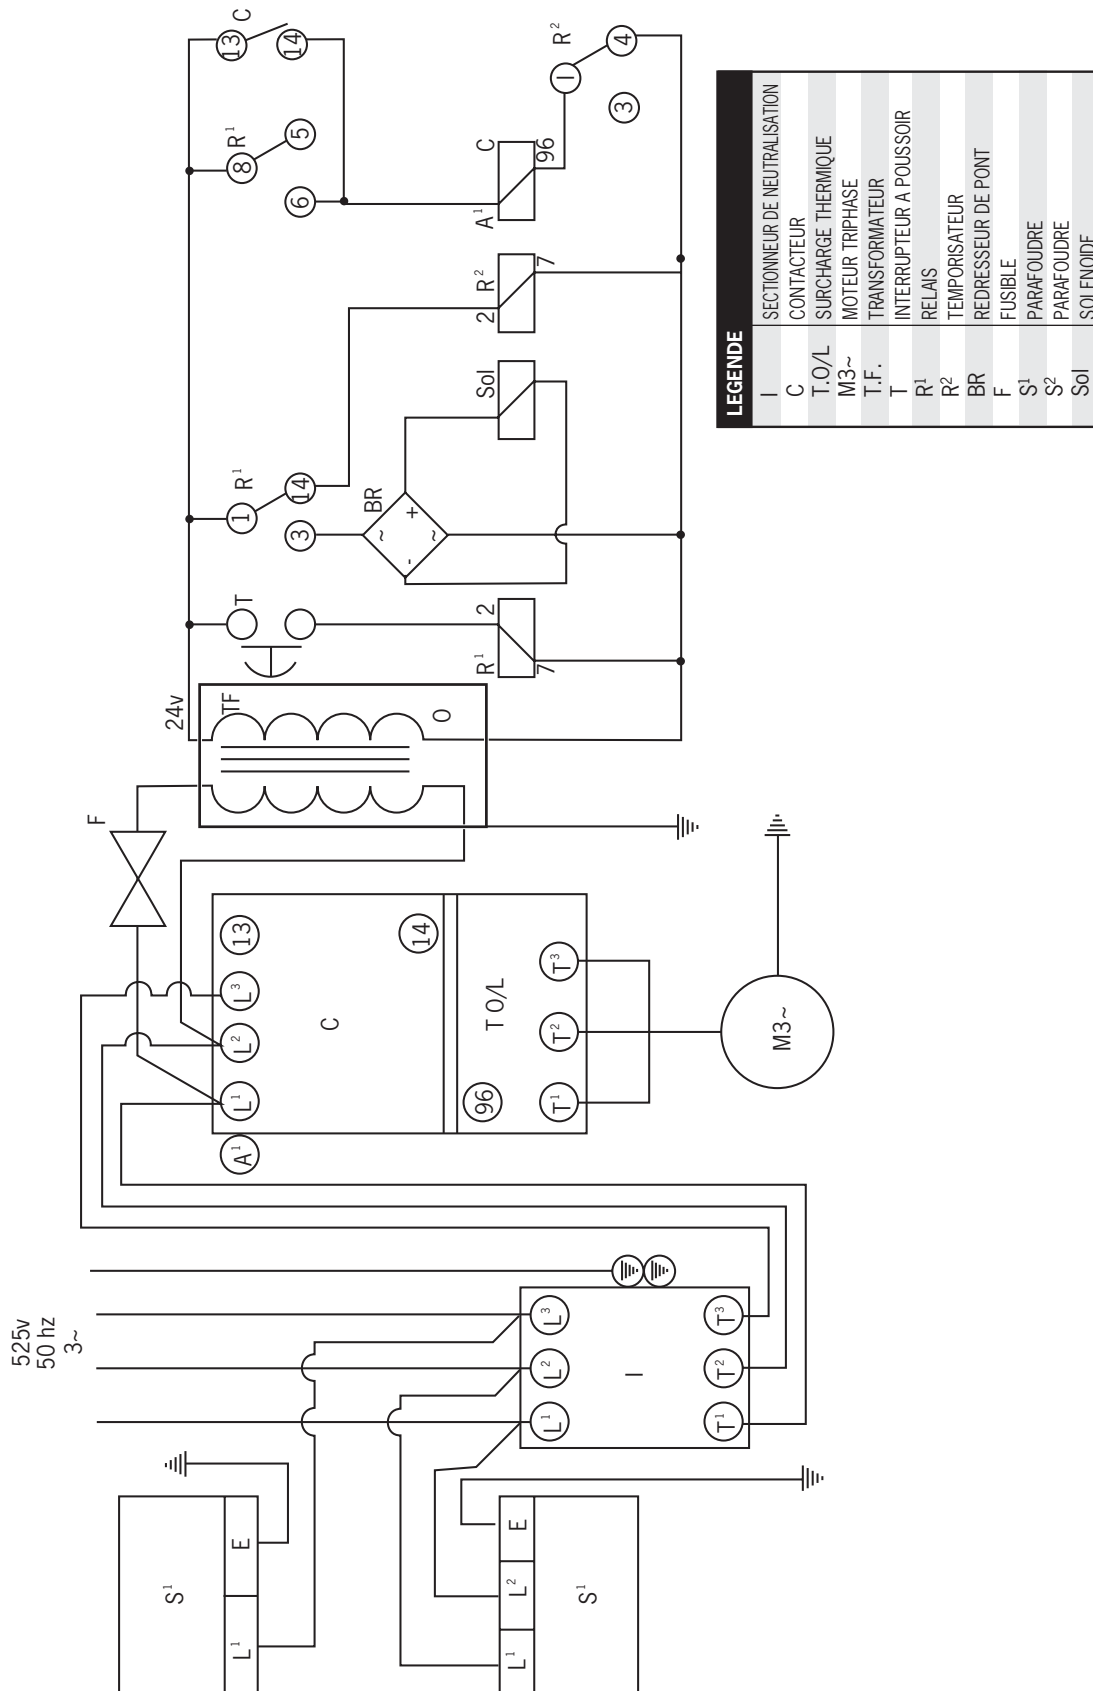 525v
50 hz
3~
S¹
L¹
E
S¹
L¹
L²
E
L¹
L²
L³
I
T¹
T²
T³
A¹
L¹
L²
L³
13
C
14
96
T O/L
T¹
T²
T³
M3~
F
24v
TF
O
T
R¹
2
7
1
R¹
14
3
BR
~
+
-
~
Sol
2
R²
7
8
R¹
5
6
C
13
14
A¹
C
96
R²
I
4
3
LEGENDE
I SECTIONNEUR DE NEUTRALISATION
C CONTACTEUR
T.O/L SURCHARGE THERMIQUE
M3~ MOTEUR TRIPHASE
T.F. TRANSFORMATEUR
T INTERRUPTEUR A POUSSOIR
R¹ RELAIS
R² TEMPORISATEUR
BR REDRESSEUR DE PONT
F FUSIBLE
S¹ PARAFOUDRE
S² PARAFOUDRE
Sol SOLENOIDE